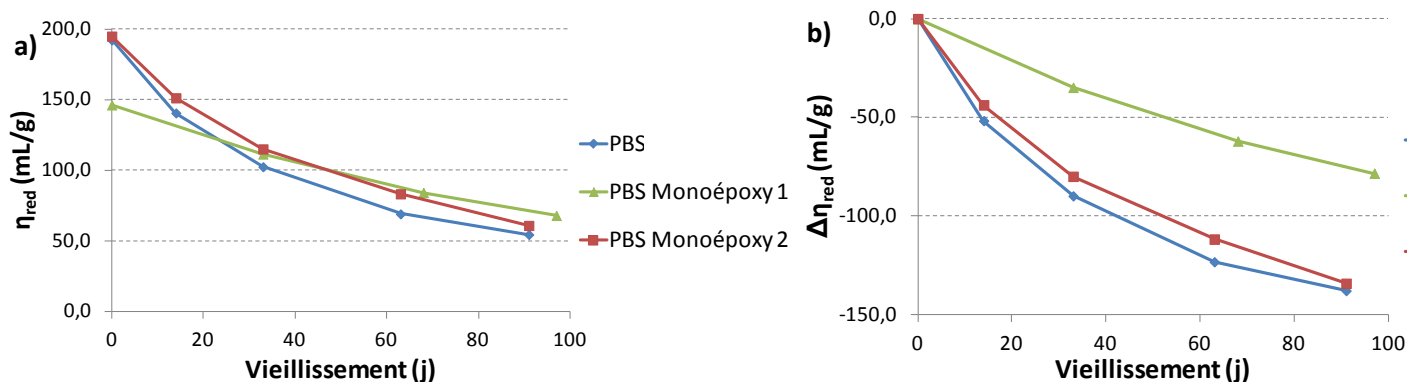 a)
200,0
150,0
100,0
50,0
0,0
ηred (mL/g)
0 20 40 60 80 100
Vieillissement (j)
PBS
PBS Monoépoxy 1
PBS Monoépoxy 2
b)
0,0
-50,0
-100,0
-150,0
Δηred (mL/g)
0 20 40 60 80 100
Vieillissement (j)